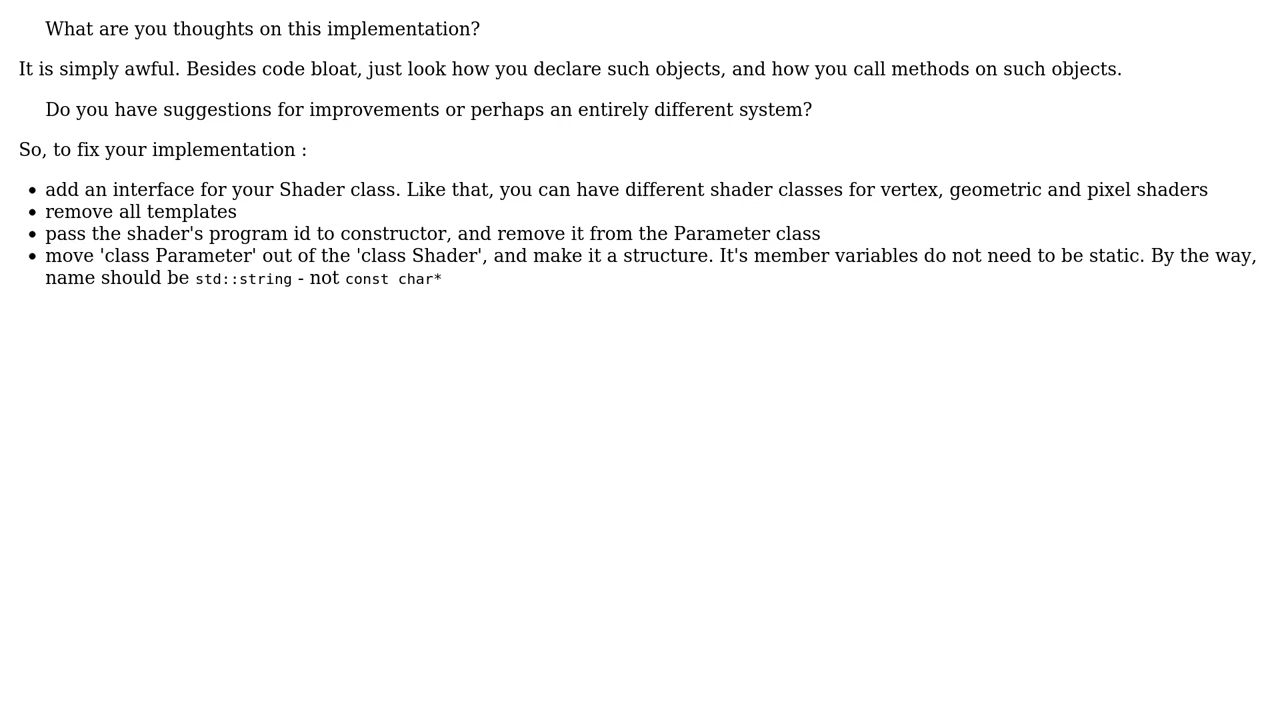 What are you thoughts on this implementation?
It is simply awful. Besides code bloat, just look how you declare such objects, and how you call methods on such objects.
Do you have suggestions for improvements or perhaps an entirely different system?
So, to fix your implementation :
• add an interface for your Shader class. Like that, you can have different shader classes for vertex, geometric and pixel shaders
• remove all templates
• pass the shader's program id to constructor, and remove it from the Parameter class
• move 'class Parameter' out of the 'class Shader', and make it a structure. It's member variables do not need to be static. By the way,
name should be std::string - not const char*